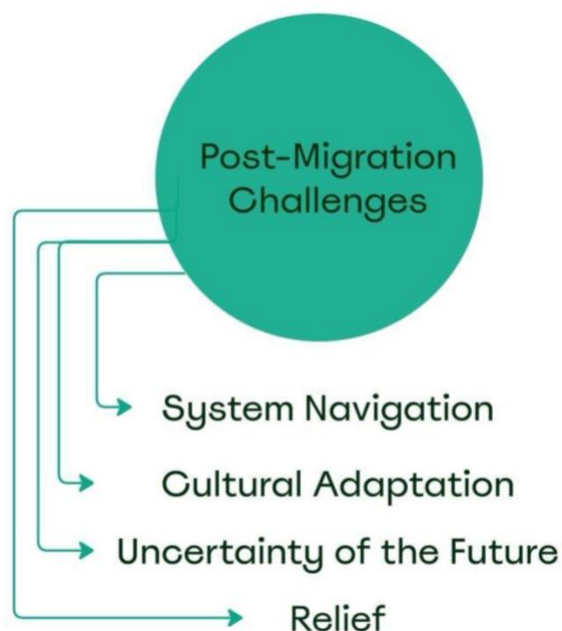 Post-Migration
Challenges
System Navigation
Cultural Adaptation
Uncertainty of the Future
Relief